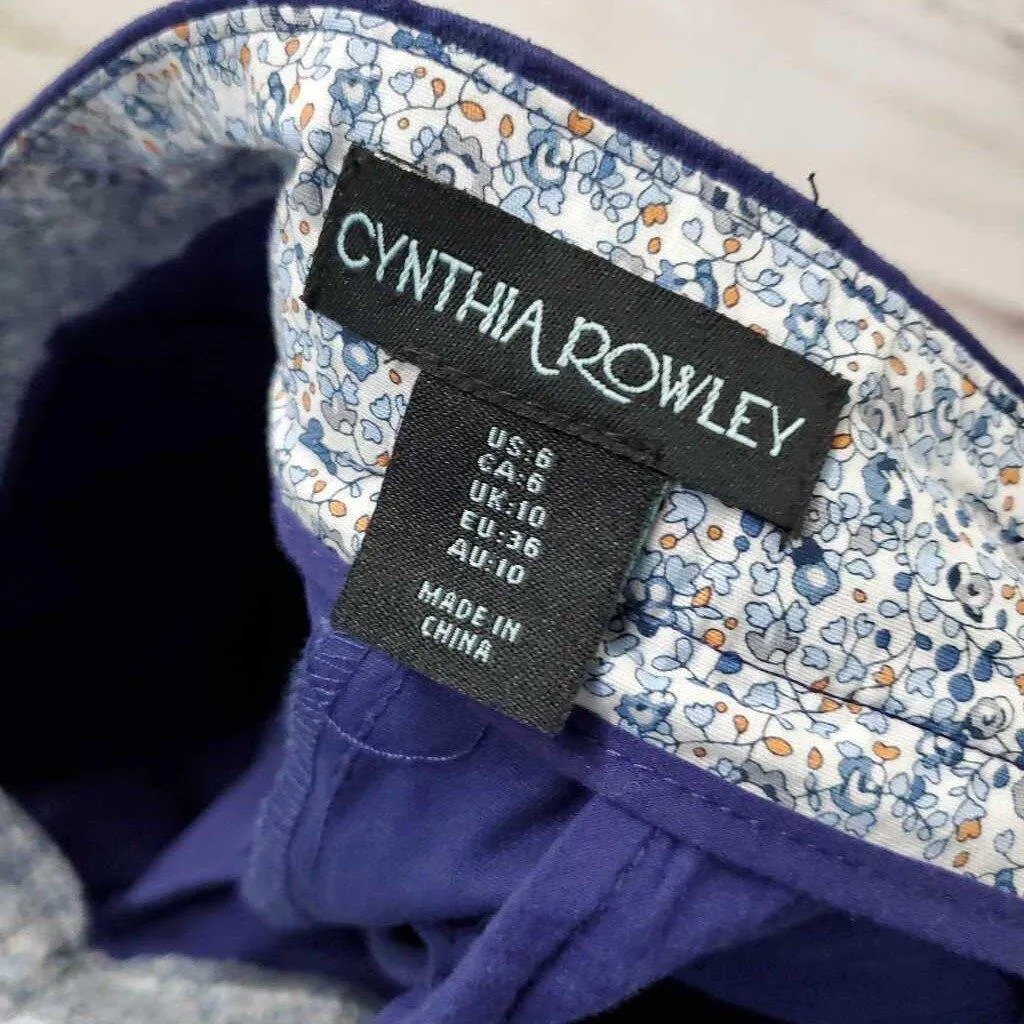 CYNTHIA ROWLEY
US:6
CA:6
UK:10
EU:36
AU:10
MADE IN
CHINA